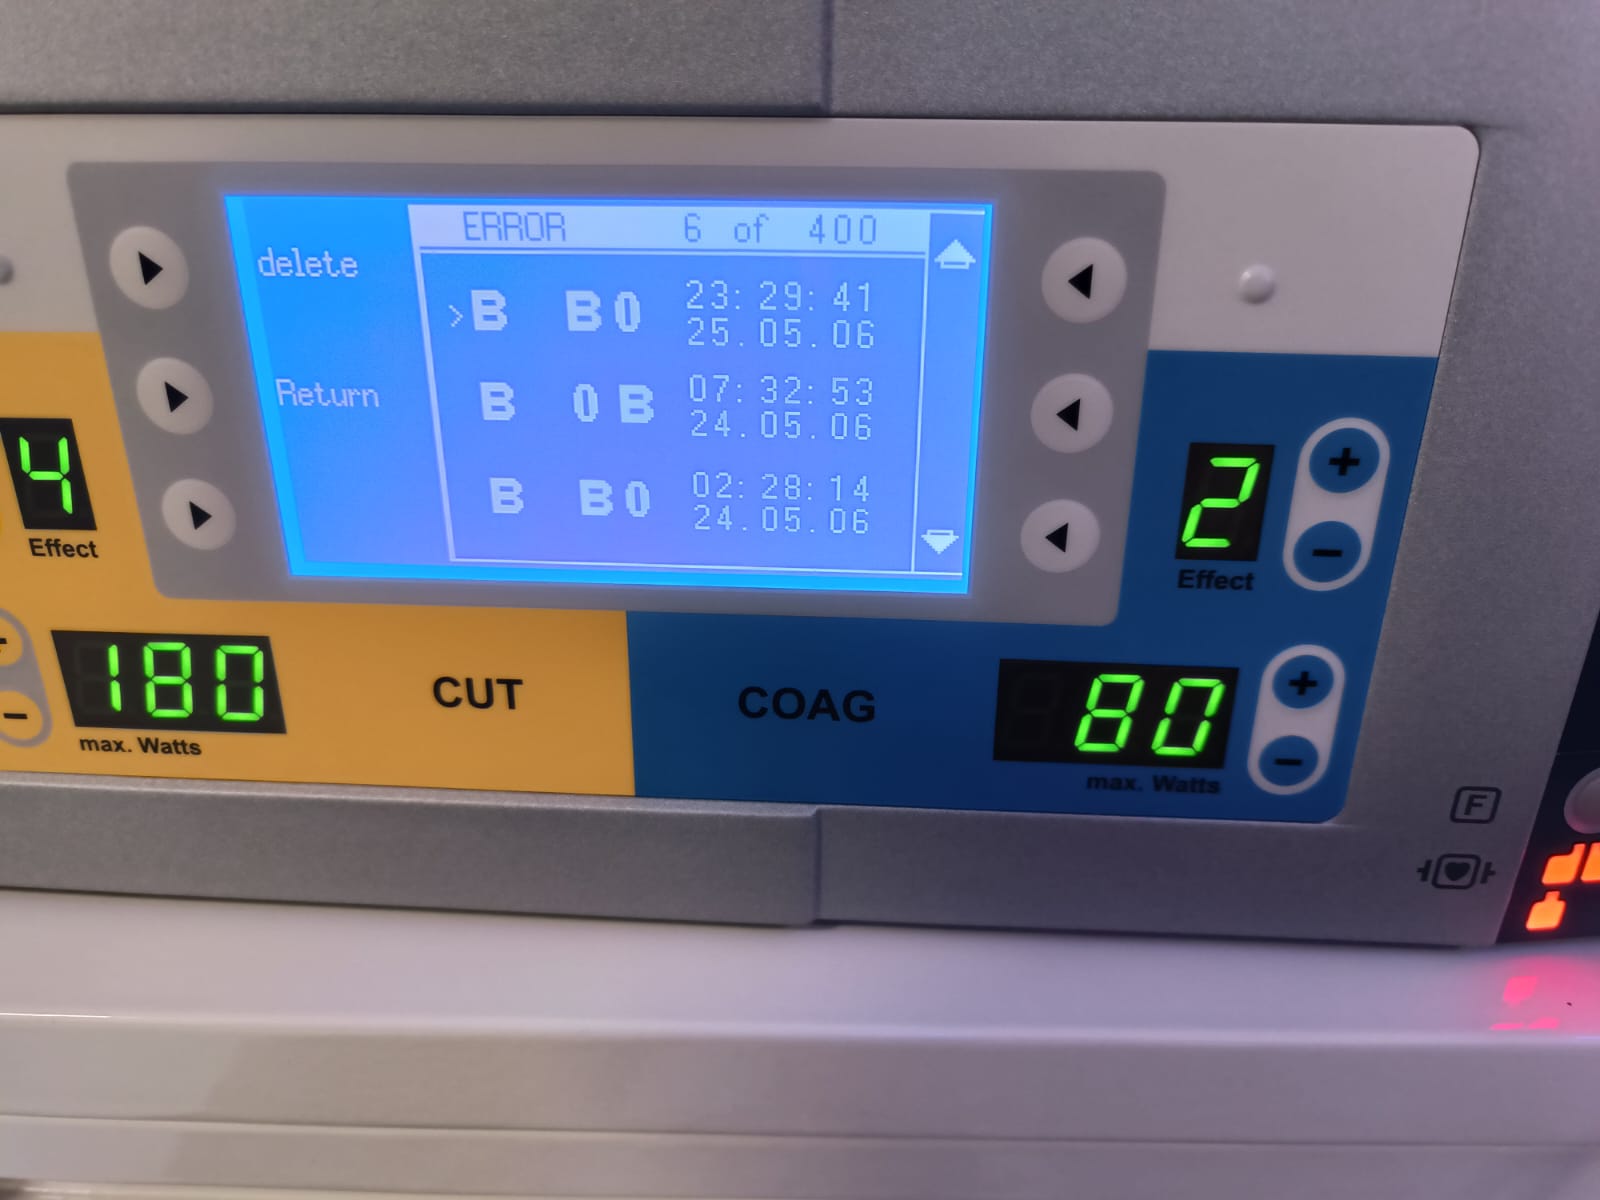 ERROR 6 of 400
delete
>B B0 23:29:41
25.05.06
B 0B 07:32:53
24.05.06
Return
B B0 02:28:14
24.05.06
4
Effect
2
+
-
Effect
180
-
max. Watts
CUT
COAG
80
+
-
max. Watts
F